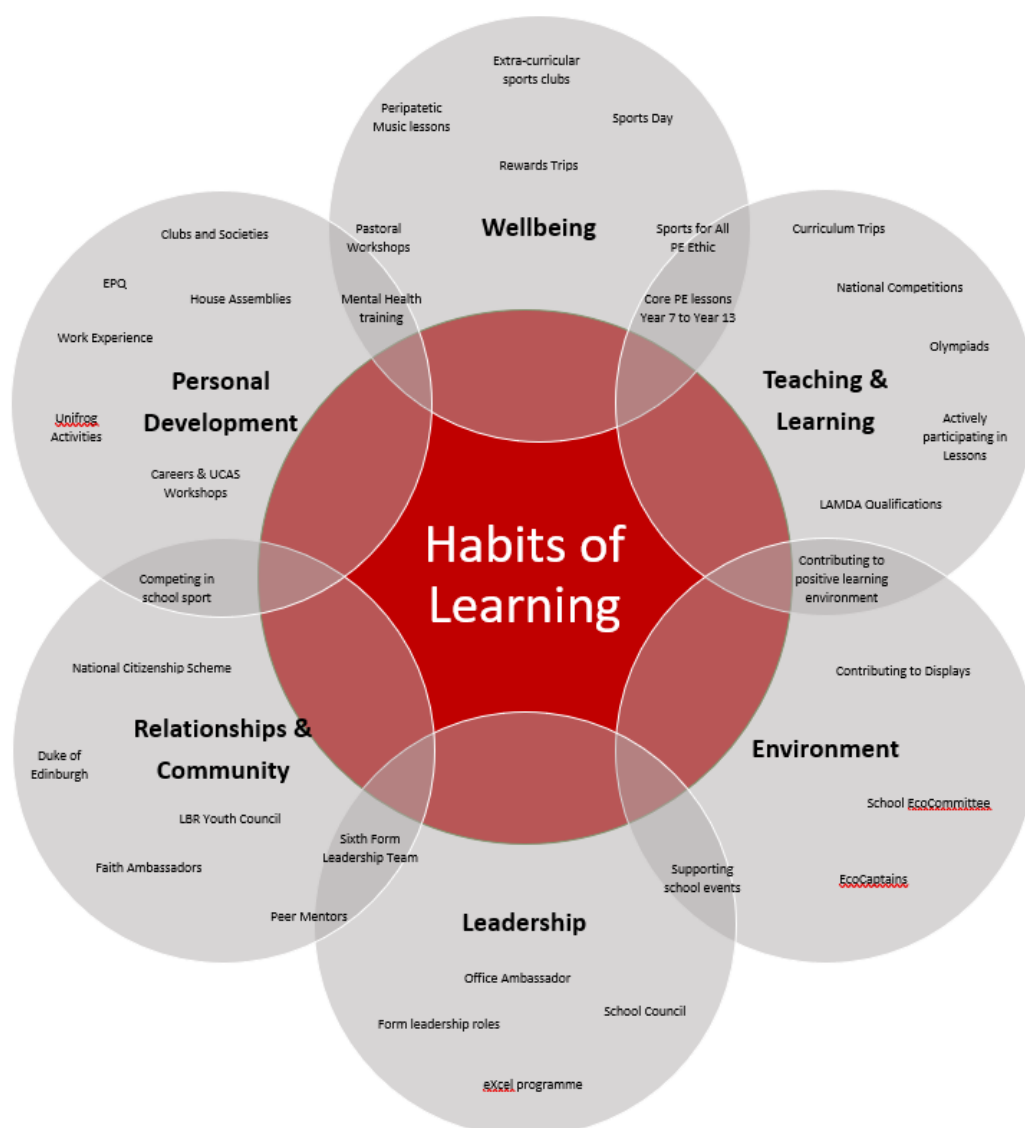 Extra-curricular
sports clubs
Peripatetic
Music lessons
Sports Day
Rewards Trips
Wellbeing
Pastoral
Workshops
Sports for All
PE Ethic
Mental Health
training
Core PE lessons
Year 7 to Year 13
Clubs and Societies
EPQ
House Assemblies
Work Experience
Personal
Development
Unifrog
Activities
Careers & UCAS
Workshops
Curriculum Trips
National Competitions
Olympiads
Teaching &
Learning
Actively
participating in
Lessons
LAMDA Qualifications
Habits of
Learning
Competing in
school sport
Contributing to
positive learning
environment
National Citizenship Scheme
Relationships &
Community
Duke of
Edinburgh
LBR Youth Council
Faith Ambassadors
Sixth Form
Leadership Team
Peer Mentors
Contributing to Displays
Environment
School EcoCommittee
EcoCaptains
Supporting
school events
Leadership
Office Ambassador
School Council
Form leadership roles
eXcel programme